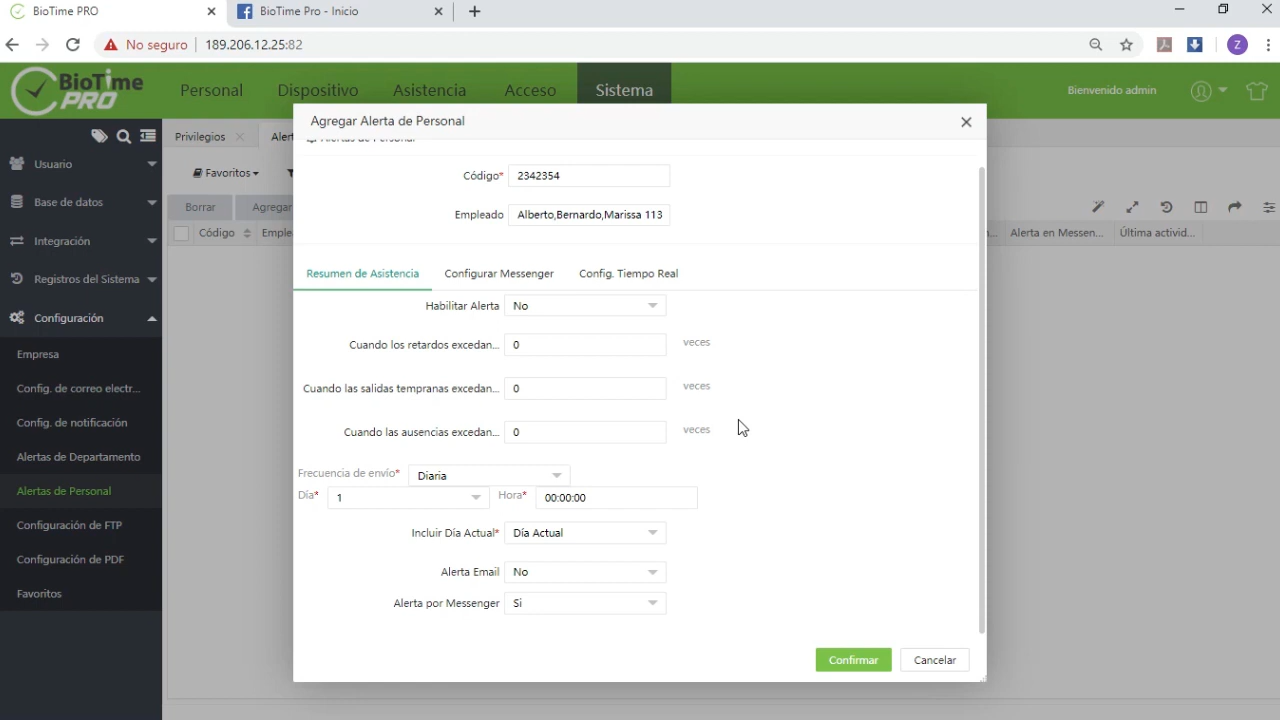 BioTime PRO
BioTime Pro - Inicio
No seguro
189.206.12.25:82
Z
BioTime PRO
Personal
Dispositivo
Asistencia
Acceso
Sistema
Bienvenido admin
Usuario
Base de datos
Integración
Registros del Sistema
Configuración
Empresa
Config. de correo electr...
Config. de notificación
Alertas de Departamento
Alertas de Personal
Configuración de FTP
Configuración de PDF
Favoritos
Privilegios
Alert
Favoritos
Borrar
Agregar
Código
Emple
Alerta en Messen...
Última activid...
Agregar Alerta de Personal
Alertas de Personal
Código* 2342354
Empleado Alberto,Bernardo,Marissa 113
Resumen de Asistencia
Configurar Messenger
Config. Tiempo Real
Habilitar Alerta No
Cuando los retardos excedan... 0 veces
Cuando las salidas tempranas excedan... 0 veces
Cuando las ausencias excedan... 0 veces
Frecuencia de envío* Diaria
Día* 1 Hora* 00:00:00
Incluir Día Actual* Día Actual
Alerta Email No
Alerta por Messenger Si
Confirmar
Cancelar